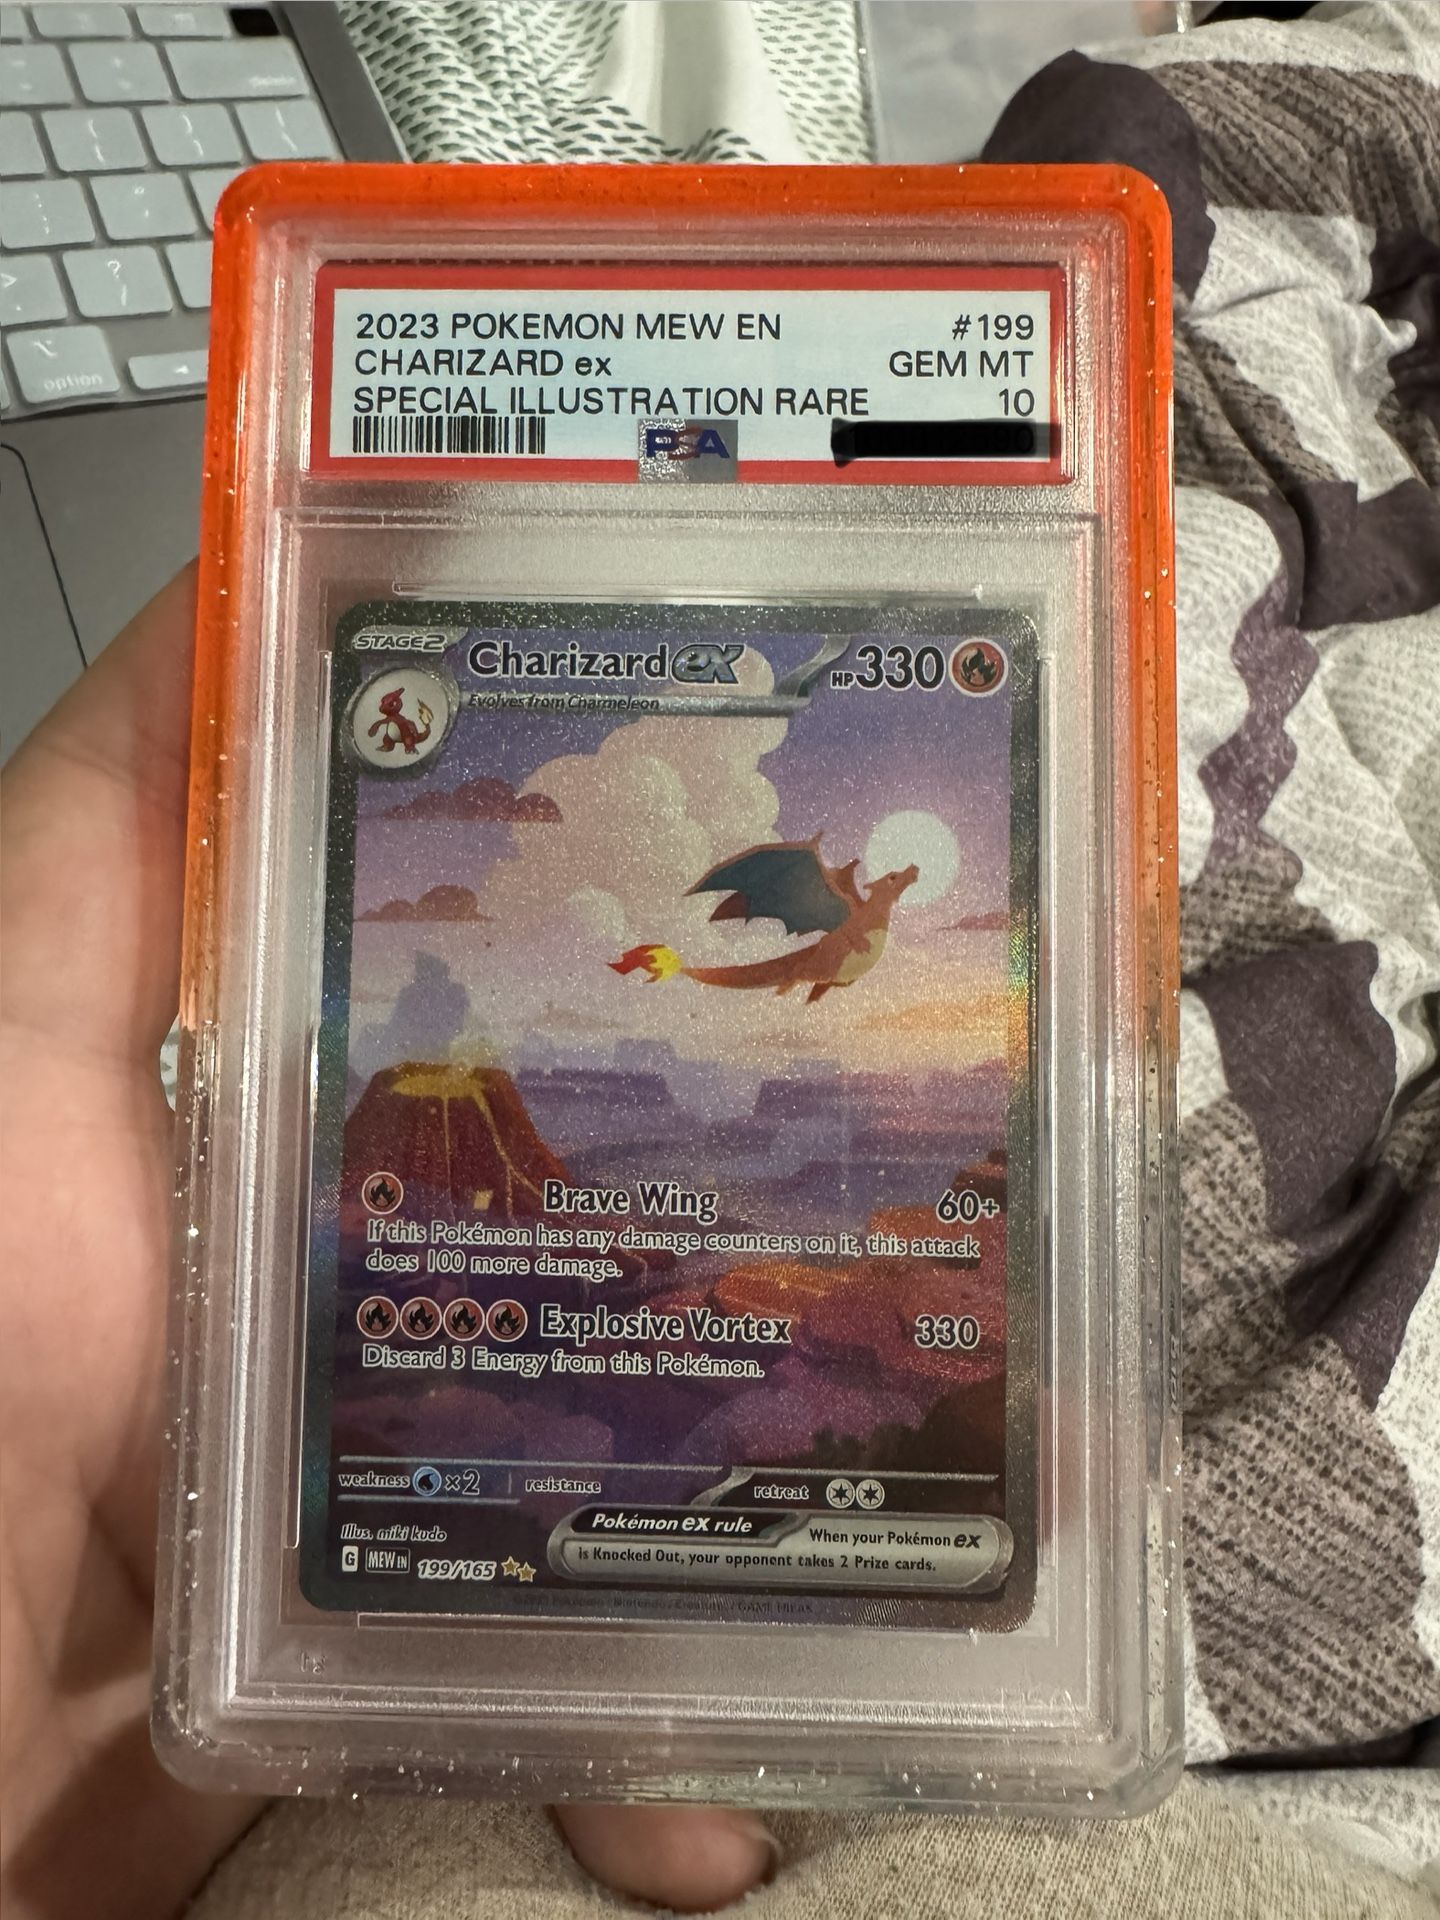 option
?
2023 POKEMON MEW EN #199
CHARIZARD ex GEM MT
SPECIAL ILLUSTRATION RARE 10
PSA
STAGE2 Charizard ex HP 330
Evolves from Charmeleon
Brave Wing 60+
If this Pokémon has any damage counters on it, this attack
does 100 more damage.
Explosive Vortex 330
Discard 3 Energy from this Pokémon.
weakness ×2 resistance retreat
Illus. miki kudo
Pokémon ex rule When your Pokémon ex
is Knocked Out, your opponent takes 2 Prize cards.
G MEW EN 199/165